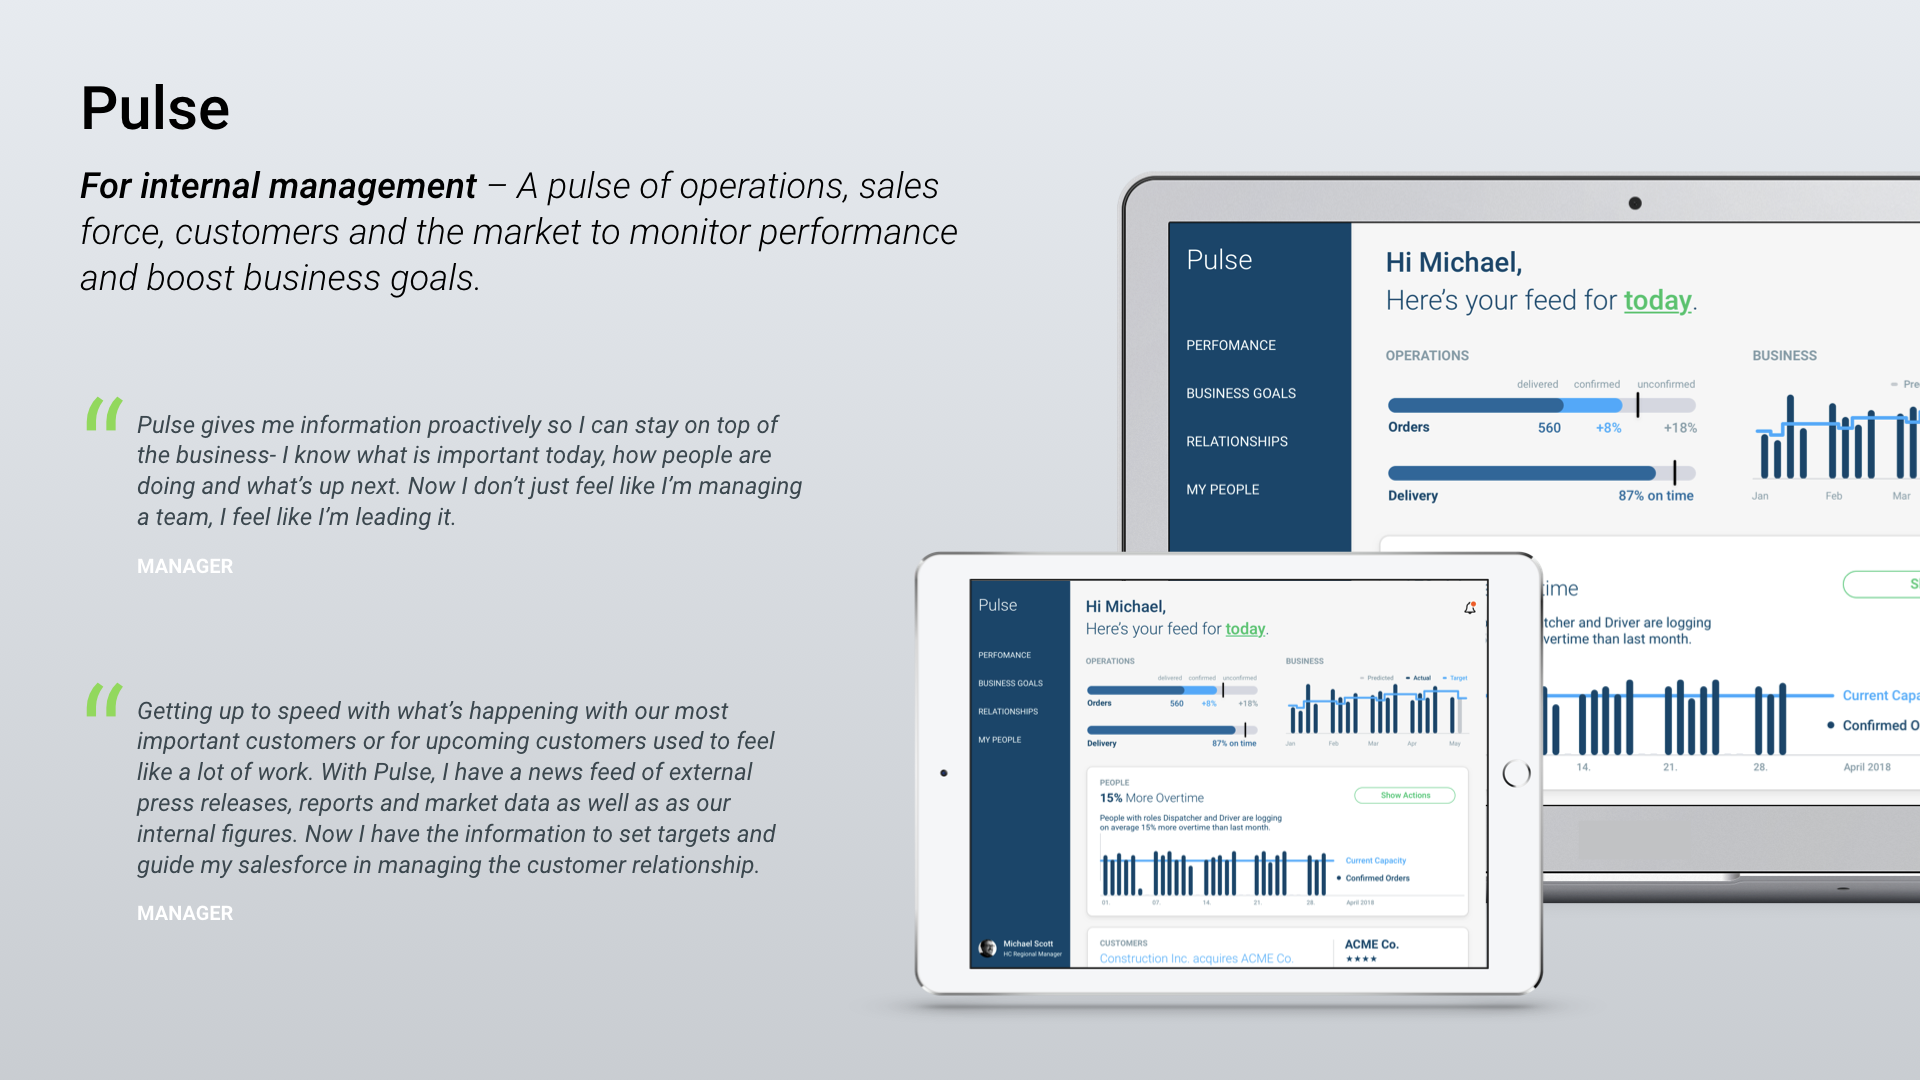 Pulse
For internal management – A pulse of operations, sales
force, customers and the market to monitor performance
and boost business goals.
“
Pulse gives me information proactively so I can stay on top of
the business- I know what is important today, how people are
doing and what’s up next. Now I don’t just feel like I’m managing
a team, I feel like I’m leading it.
MANAGER
“
Getting up to speed with what’s happening with our most
important customers or for upcoming customers used to feel
like a lot of work. With Pulse, I have a news feed of external
press releases, reports and market data as well as as our
internal figures. Now I have the information to set targets and
guide my salesforce in managing the customer relationship.
MANAGER
Pulse
PERFOMANCE
BUSINESS GOALS
RELATIONSHIPS
MY PEOPLE
Hi Michael,
Here’s your feed for today.
OPERATIONS
delivered confirmed unconfirmed
Orders 560 +8% +18%
Delivery 87% on time
BUSINESS
Pre
Jan Feb Mar
ime
S
tcher and Driver are logging
vertime than last month.
Current Capa
Confirmed O
14. 21. 28. April 2018
Pulse
PERFOMANCE
BUSINESS GOALS
RELATIONSHIPS
MY PEOPLE
Michael Scott
HC Regional Manager
Hi Michael,
Here’s your feed for today.
OPERATIONS
delivered confirmed unconfirmed
Orders 560 +8% +18%
Delivery 87% on time
BUSINESS
Predicted Actual Target
Jan Feb Mar Apr May
PEOPLE
15% More Overtime
Show Actions
People with roles Dispatcher and Driver are logging
on average 15% more overtime than last month.
Current Capacity
Confirmed Orders
01. 07. 14. 21. 28. April 2018
CUSTOMERS
Construction Inc. acquires ACME Co.
ACME Co.
★★★★